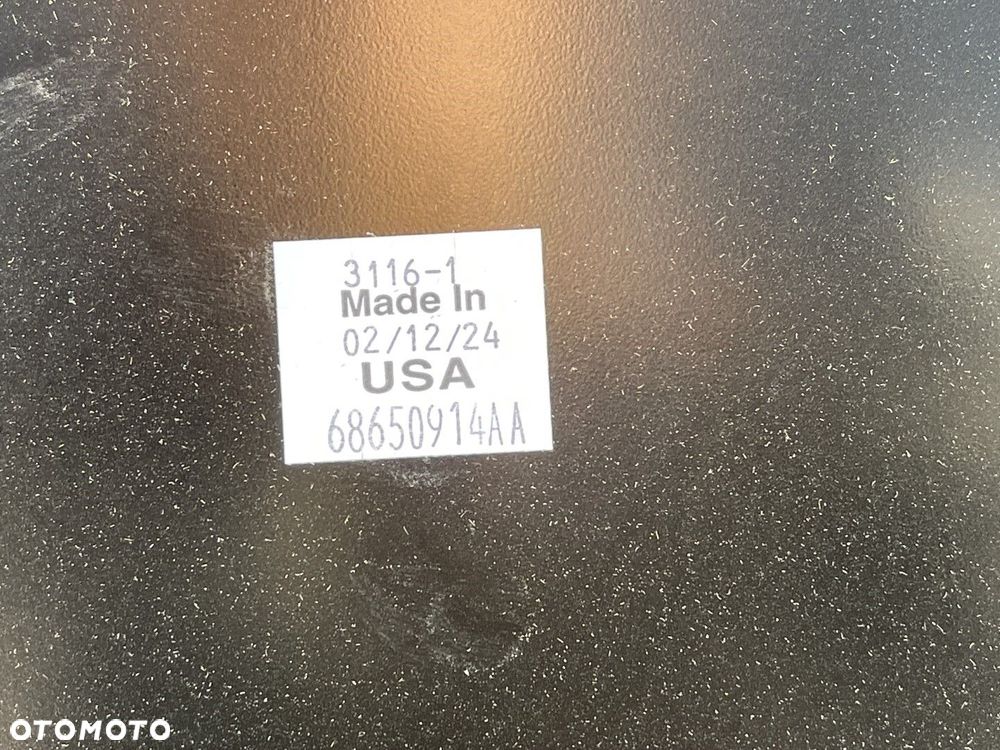 3116-1
Made In
02/12/24
USA
68650914AA
OTOMOTO